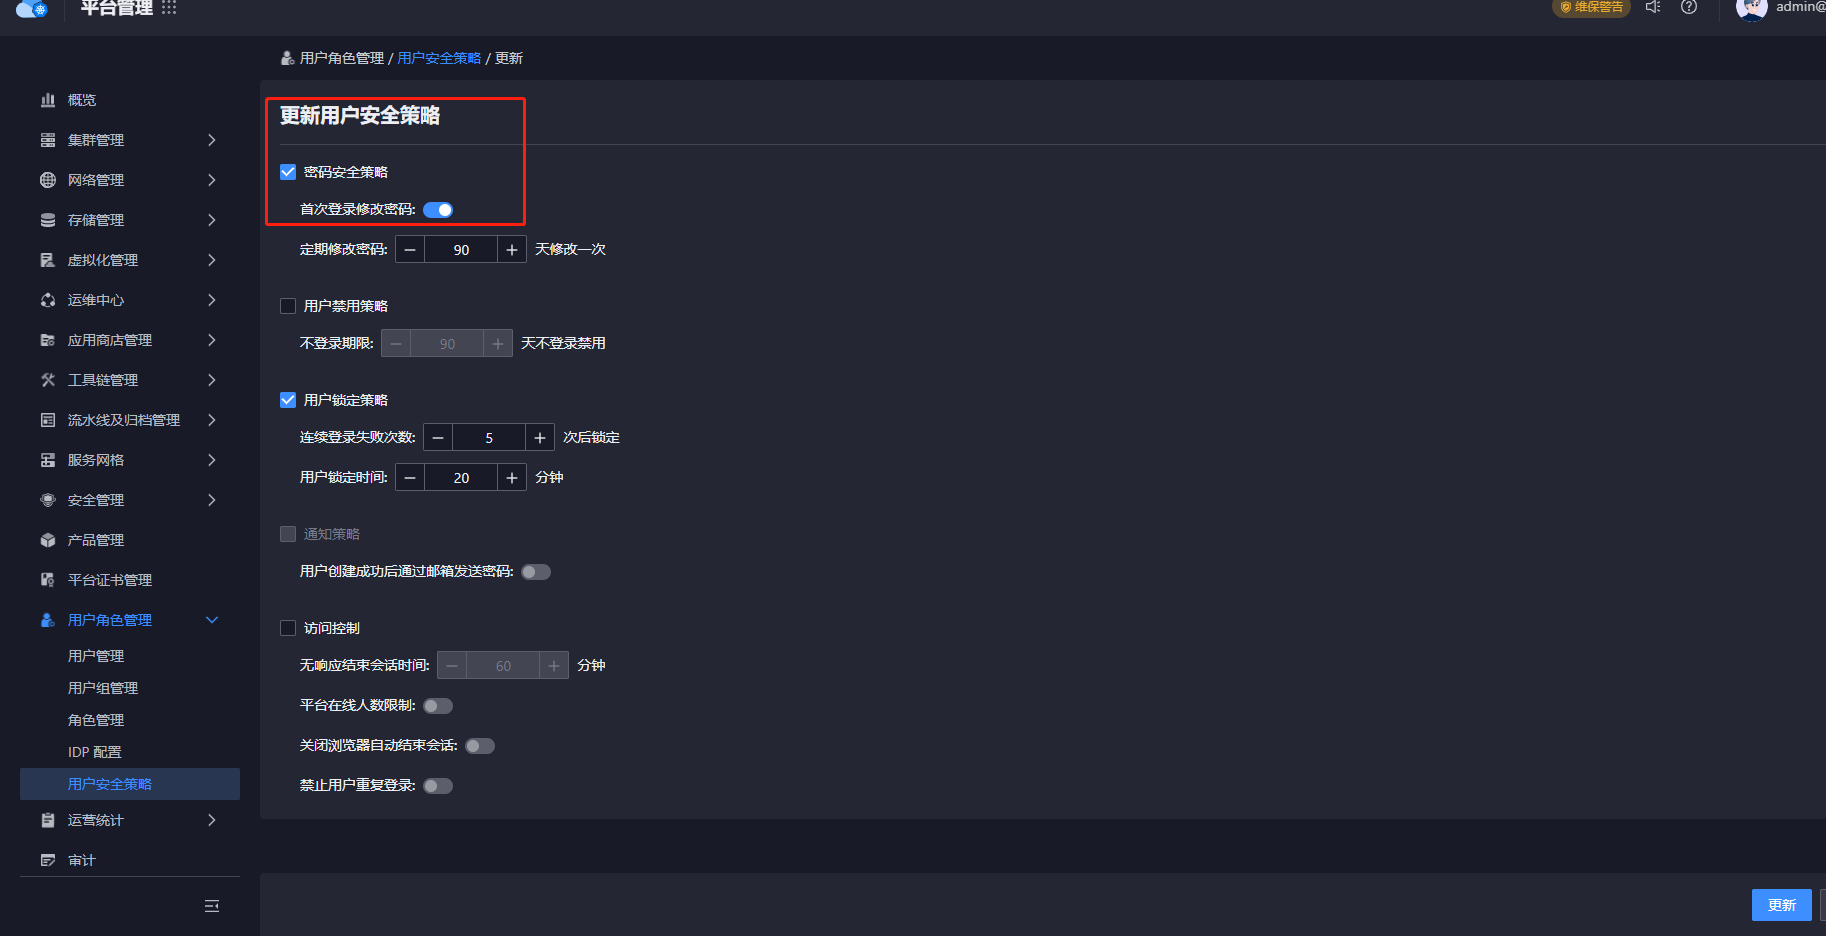 平台管理
维保警告
admin@
概览
集群管理
网络管理
存储管理
虚拟化管理
运维中心
应用商店管理
工具链管理
流水线及归档管理
服务网格
安全管理
产品管理
平台证书管理
用户角色管理
用户管理
用户组管理
角色管理
IDP 配置
用户安全策略
运营统计
审计
用户角色管理 / 用户安全策略 / 更新
更新用户安全策略
密码安全策略
首次登录修改密码:
定期修改密码: − 90 + 天修改一次
用户禁用策略
不登录期限: − 90 + 天不登录禁用
用户锁定策略
连续登录失败次数: − 5 + 次后锁定
用户锁定时间: − 20 + 分钟
通知策略
用户创建成功后通过邮箱发送密码:
访问控制
无响应结束会话时间: − 60 + 分钟
平台在线人数限制:
关闭浏览器自动结束会话:
禁止用户重复登录:
更新